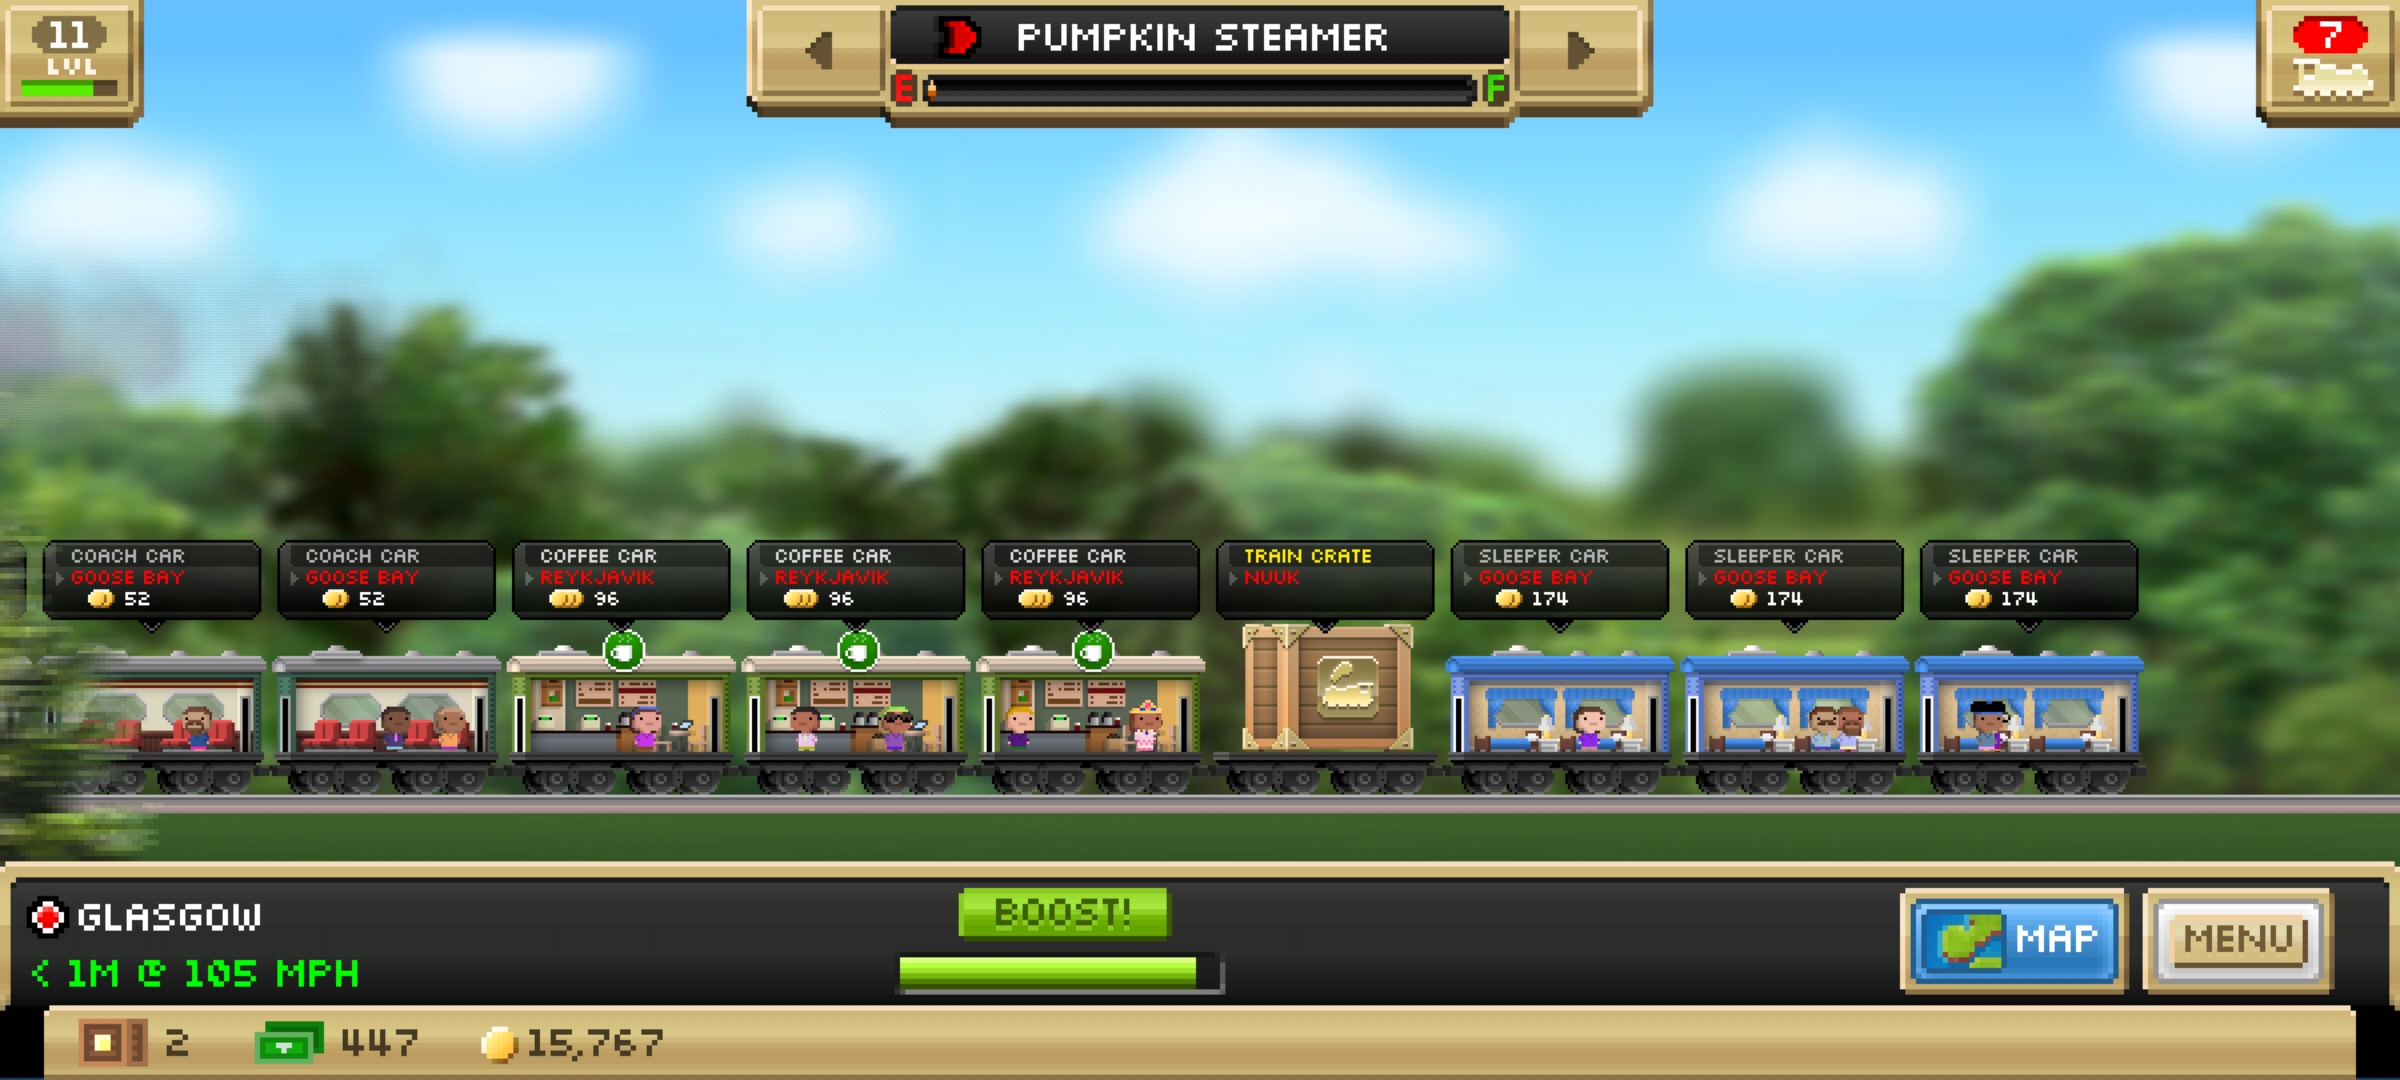 11
LVL
PUMPKIN STEAMER
E F
7
COACH CAR
GOOSE BAY
52
COACH CAR
GOOSE BAY
52
COFFEE CAR
REYKJAVIK
96
COFFEE CAR
REYKJAVIK
96
COFFEE CAR
REYKJAVIK
96
TRAIN CRATE
NUUK
SLEEPER CAR
GOOSE BAY
174
SLEEPER CAR
GOOSE BAY
174
SLEEPER CAR
GOOSE BAY
174
GLASGOW
< 1M @ 105 MPH
BOOST!
MAP
MENU
2
447
15,767